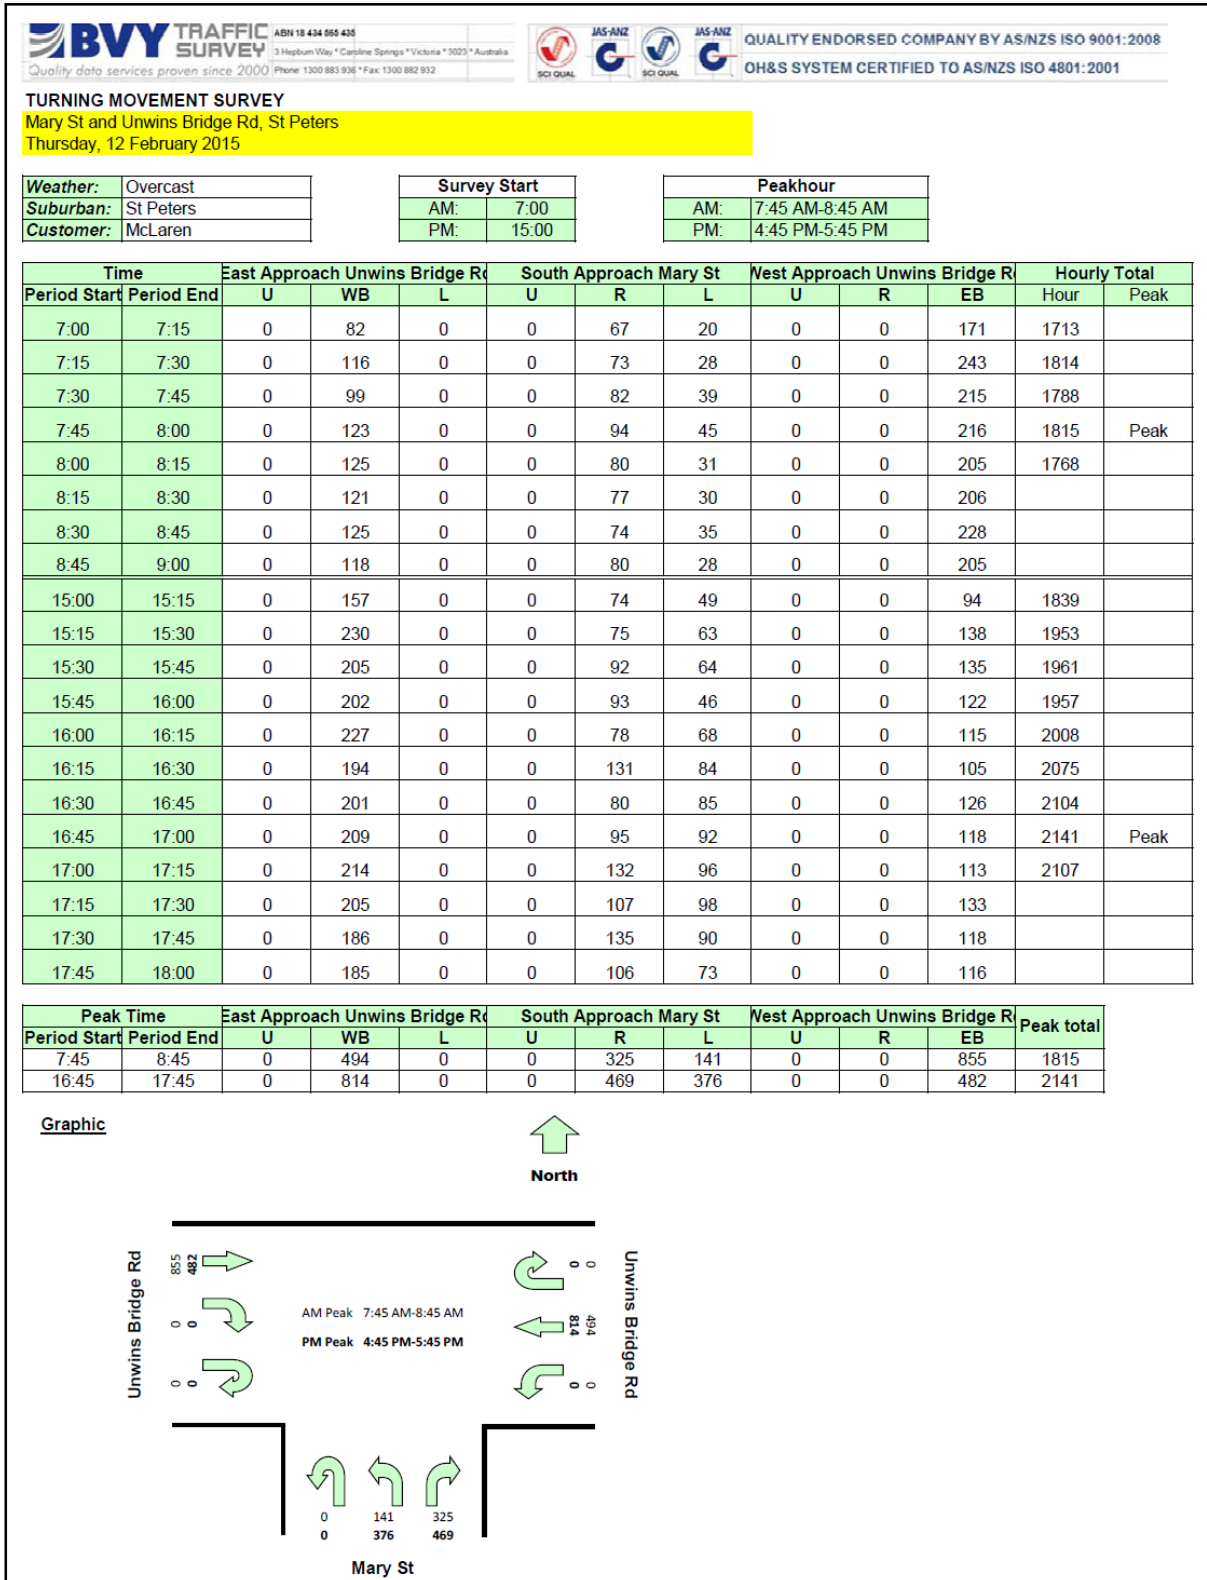 BVY TRAFFIC SURVEY
Quality data services proven since 2000
ABN 18 434 565 435
3 Hepburn Way * Caroline Springs * Victoria * 3023 * Australia
Phone: 1300 883 936 * Fax: 1300 882 932
SCI QUAL
JAS-ANZ
SCI QUAL
JAS-ANZ
QUALITY ENDORSED COMPANY BY AS/NZS ISO 9001:2008
OH&S SYSTEM CERTIFIED TO AS/NZS ISO 4801:2001
TURNING MOVEMENT SURVEY
Mary St and Unwins Bridge Rd, St Peters
Thursday, 12 February 2015
Weather: Overcast
Suburban: St Peters
Customer: McLaren
Survey Start
AM: 7:00
PM: 15:00
Peakhour
AM: 7:45 AM-8:45 AM
PM: 4:45 PM-5:45 PM
Time East Approach Unwins Bridge Rd South Approach Mary St West Approach Unwins Bridge R Hourly Total
Period Start Period End U WB L U R L U R EB Hour Peak
7:00 7:15 0 82 0 0 67 20 0 0 171 1713
7:15 7:30 0 116 0 0 73 28 0 0 243 1814
7:30 7:45 0 99 0 0 82 39 0 0 215 1788
7:45 8:00 0 123 0 0 94 45 0 0 216 1815 Peak
8:00 8:15 0 125 0 0 80 31 0 0 205 1768
8:15 8:30 0 121 0 0 77 30 0 0 206
8:30 8:45 0 125 0 0 74 35 0 0 228
8:45 9:00 0 118 0 0 80 28 0 0 205
15:00 15:15 0 157 0 0 74 49 0 0 94 1839
15:15 15:30 0 230 0 0 75 63 0 0 138 1953
15:30 15:45 0 205 0 0 92 64 0 0 135 1961
15:45 16:00 0 202 0 0 93 46 0 0 122 1957
16:00 16:15 0 227 0 0 78 68 0 0 115 2008
16:15 16:30 0 194 0 0 131 84 0 0 105 2075
16:30 16:45 0 201 0 0 80 85 0 0 126 2104
16:45 17:00 0 209 0 0 95 92 0 0 118 2141 Peak
17:00 17:15 0 214 0 0 132 96 0 0 113 2107
17:15 17:30 0 205 0 0 107 98 0 0 133
17:30 17:45 0 186 0 0 135 90 0 0 118
17:45 18:00 0 185 0 0 106 73 0 0 116
Peak Time East Approach Unwins Bridge Rd South Approach Mary St West Approach Unwins Bridge R Peak total
Period Start Period End U WB L U R L U R EB
7:45 8:45 0 494 0 0 325 141 0 0 855 1815
16:45 17:45 0 814 0 0 469 376 0 0 482 2141
Graphic
North
Unwins Bridge Rd
855 482
0 0
0 0
AM Peak 7:45 AM-8:45 AM
PM Peak 4:45 PM-5:45 PM
0 0
814 494
0 0
Unwins Bridge Rd
0 141 325
0 376 469
Mary St